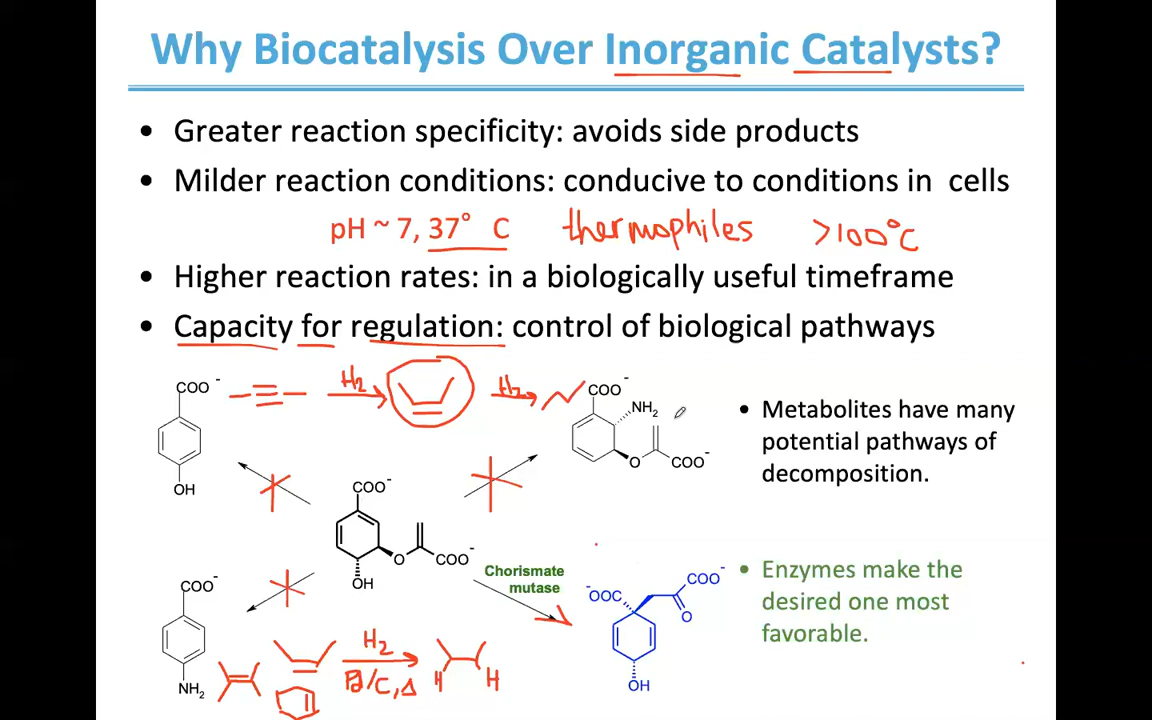 Why Biocatalysis Over Inorganic Catalysts?
• Greater reaction specificity: avoids side products
• Milder reaction conditions: conducive to conditions in cells
pH ~ 7, 37° C thermophiles >100°C
• Higher reaction rates: in a biologically useful timeframe
• Capacity for regulation: control of biological pathways
COO⁻
OH
H₂
H₂
COO⁻
NH₂
O
COO⁻
• Metabolites have many
potential pathways of
decomposition.
COO⁻
O
COO⁻
OH
Chorismate
mutase
COO⁻
NH₂
H₂
Pd/C, Δ
H
H
⁻OOC
COO⁻
O
OH
• Enzymes make the
desired one most
favorable.